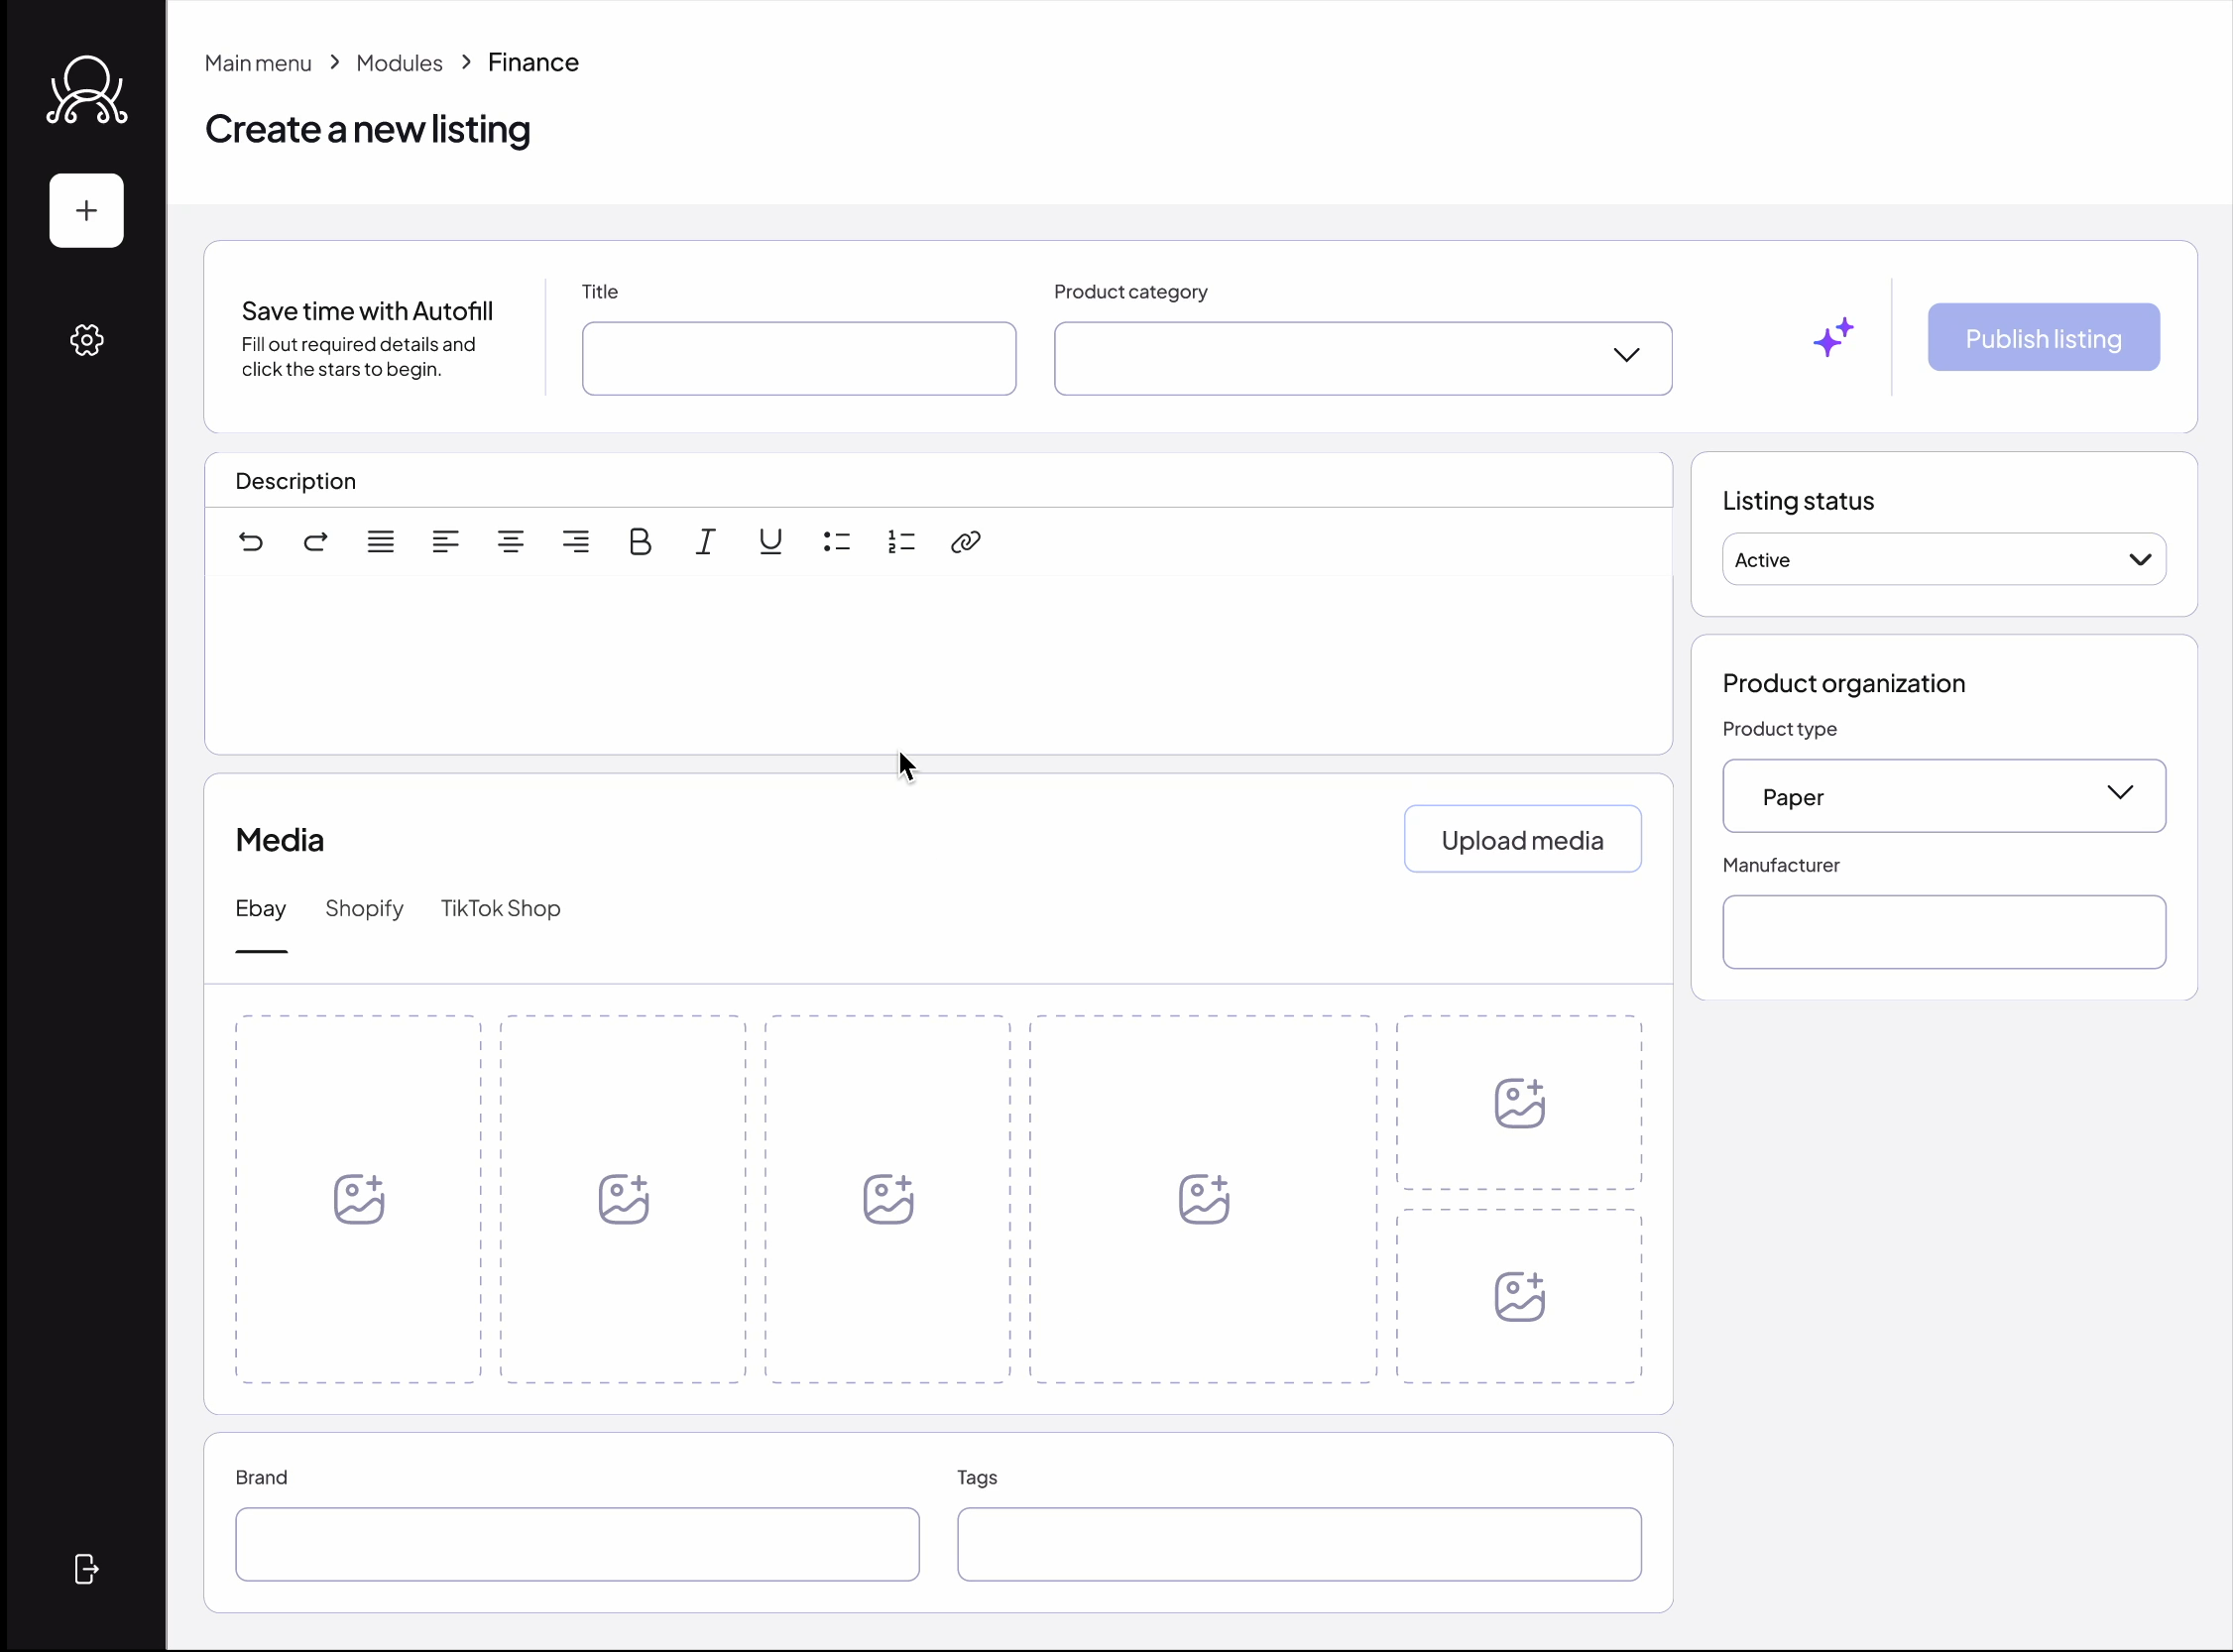 Main menu > Modules > Finance
Create a new listing
Save time with Autofill
Fill out required details and
click the stars to begin.
Title
Product category
Publish listing
Description
B I U
Listing status
Active
Product organization
Product type
Paper
Manufacturer
Media
Upload media
Ebay Shopify TikTok Shop
Brand
Tags